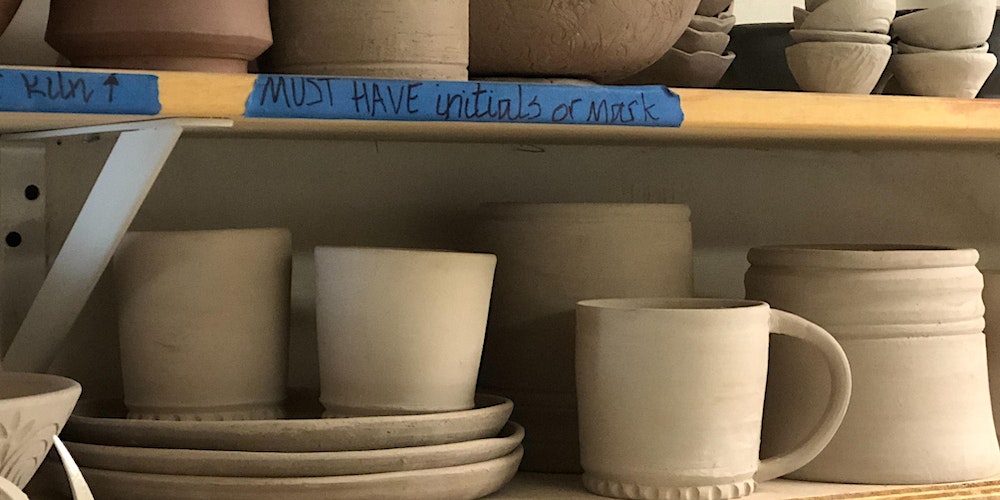 Kiln ↑
MUST HAVE initials or Mark